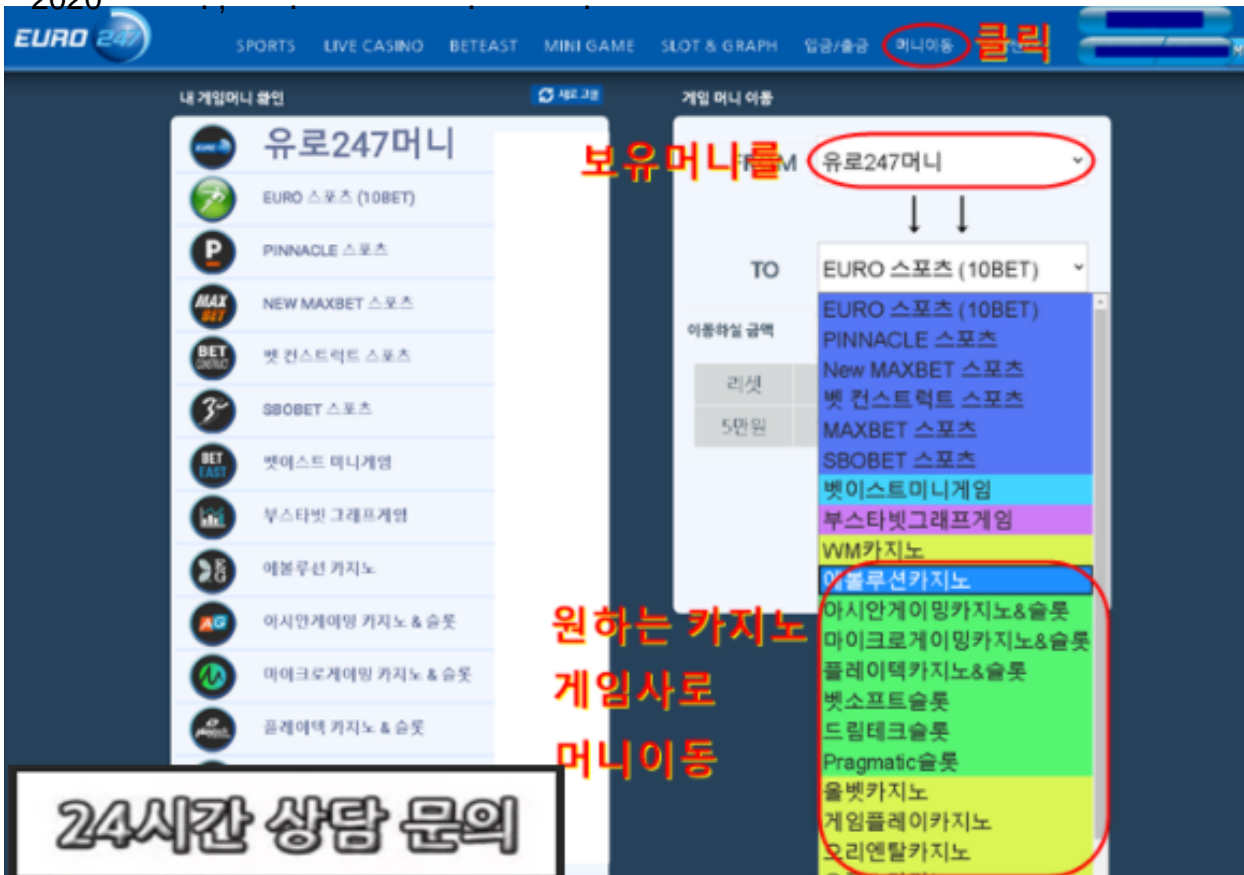 2020
EURO 247
SPORTS LIVE CASINO BETEAST MINI GAME SLOT & GRAPH 입금/출금 머니이동 클릭
내 게임머니 확인 새로고침
게임 머니 이동
유로247머니
EURO 스포츠 (10BET)
PINNACLE 스포츠
NEW MAXBET 스포츠
벳 컨스트럭트 스포츠
SBOBET 스포츠
벳이스트 미니게임
부스타빗 그래프게임
에볼루션 카지노
아시안게이밍 카지노 & 슬롯
마이크로게이밍 카지노 & 슬롯
플레이텍 카지노 & 슬롯
보유머니를
FROM 유로247머니
↓ ↓
TO EURO 스포츠 (10BET)
이동하실 금액
리셋
5만원
EURO 스포츠 (10BET)
PINNACLE 스포츠
New MAXBET 스포츠
벳 컨스트럭트 스포츠
MAXBET 스포츠
SBOBET 스포츠
벳이스트미니게임
부스타빗그래프게임
WM카지노
에볼루션카지노
아시안게이밍카지노&슬롯
마이크로게이밍카지노&슬롯
플레이텍카지노&슬롯
벳소프트슬롯
드림테크슬롯
Pragmatic슬롯
올벳카지노
게임플레이카지노
오리엔탈카지노
원하는 카지노
게임사로
머니이동
24시간 상담 문의